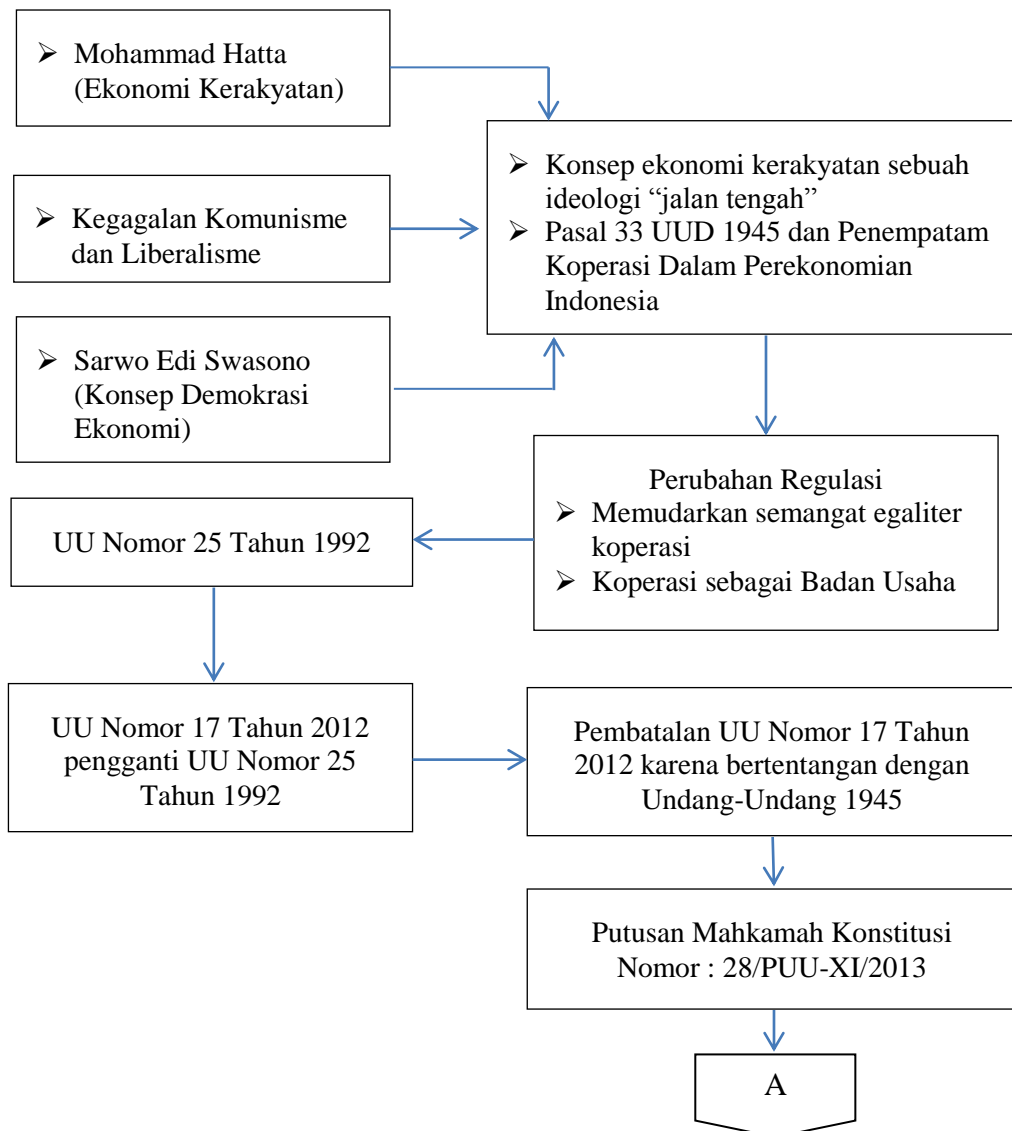 ➢ Mohammad Hatta
(Ekonomi Kerakyatan)
➢ Kegagalan Komunisme
dan Liberalisme
➢ Sarwo Edi Swasono
(Konsep Demokrasi
Ekonomi)
➢ Konsep ekonomi kerakyatan sebuah
ideologi “jalan tengah”
➢ Pasal 33 UUD 1945 dan Penempatam
Koperasi Dalam Perekonomian
Indonesia
Perubahan Regulasi
➢ Memudarkan semangat egaliter
koperasi
➢ Koperasi sebagai Badan Usaha
UU Nomor 25 Tahun 1992
UU Nomor 17 Tahun 2012
pengganti UU Nomor 25
Tahun 1992
Pembatalan UU Nomor 17 Tahun
2012 karena bertentangan dengan
Undang-Undang 1945
Putusan Mahkamah Konstitusi
Nomor : 28/PUU-XI/2013
A